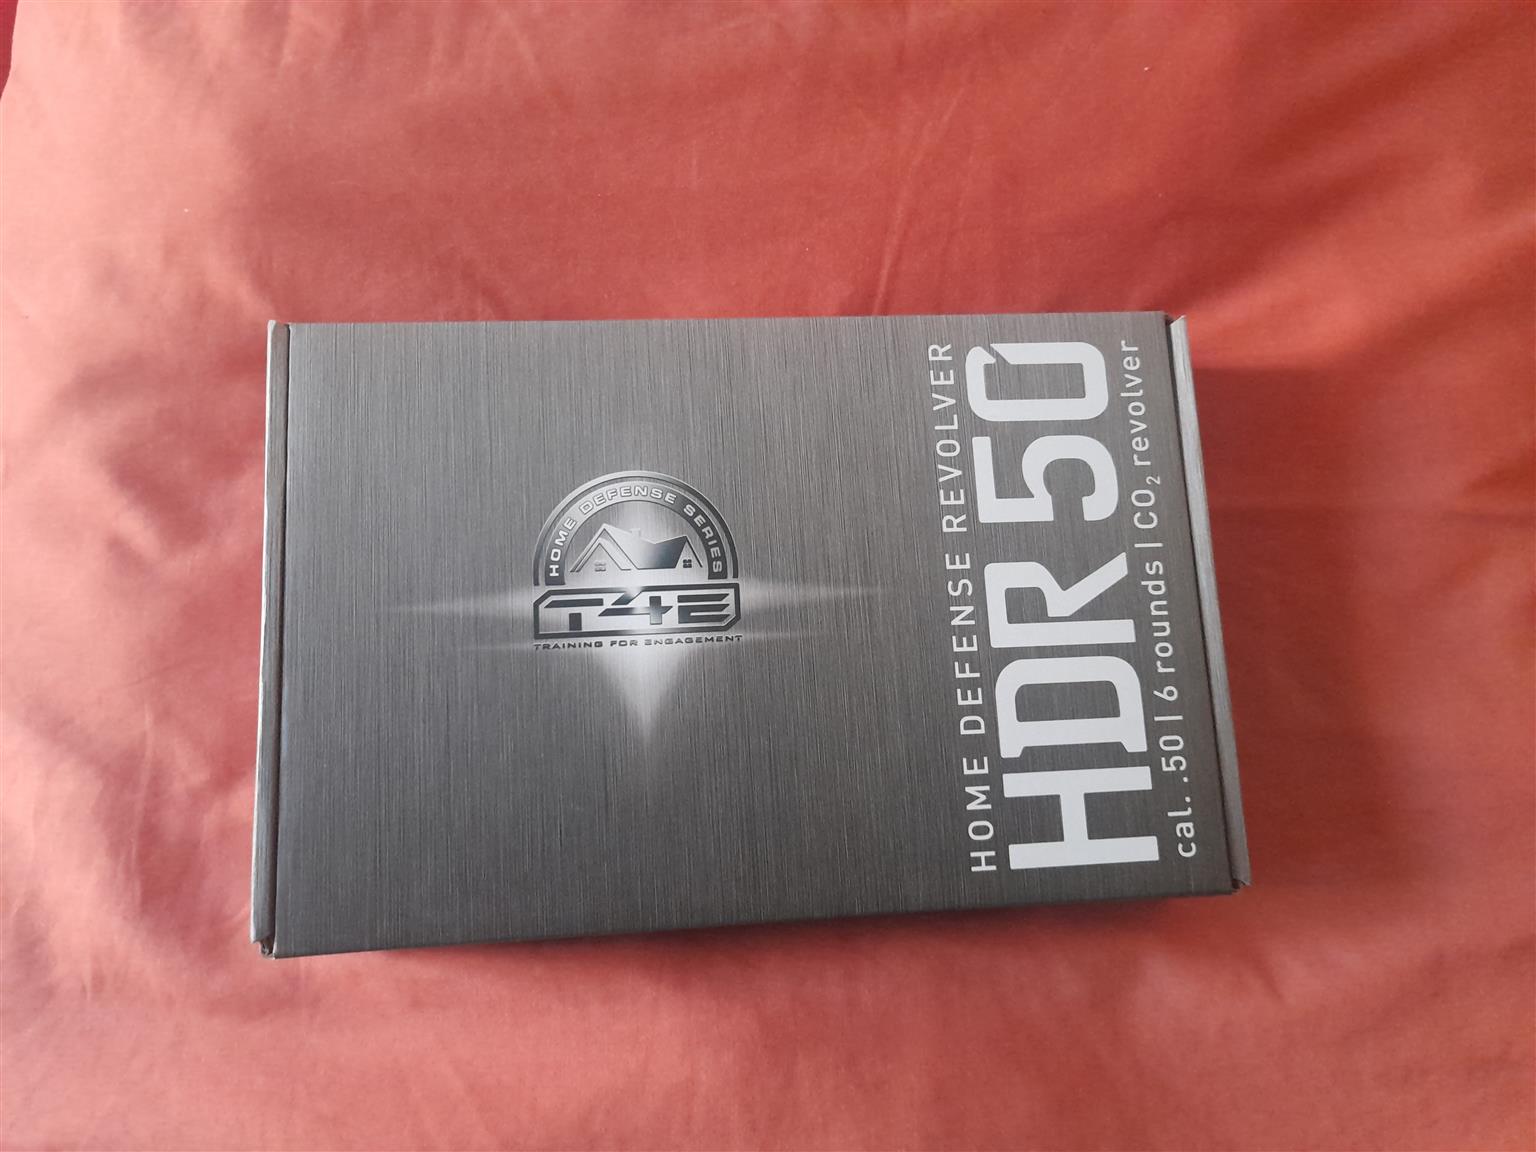 HOME DEFENSE SERIES
T4E
TRAINING FOR ENGAGEMENT
HOME DEFENSE REVOLVER
HDR 50
cal. .50 | 6 rounds | CO₂ revolver